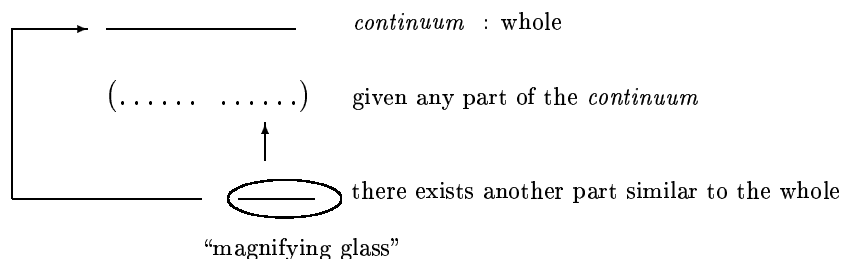 continuum : whole
(...... ......) given any part of the continuum
there exists another part similar to the whole
“magnifying glass”